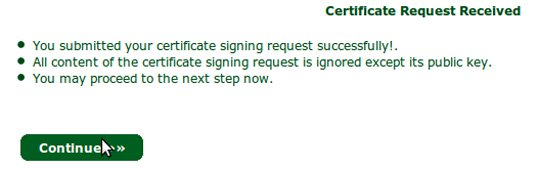 Certificate Request Received
You submitted your certificate signing request successfully!.
All content of the certificate signing request is ignored except its public key.
You may proceed to the next step now.
Continue »